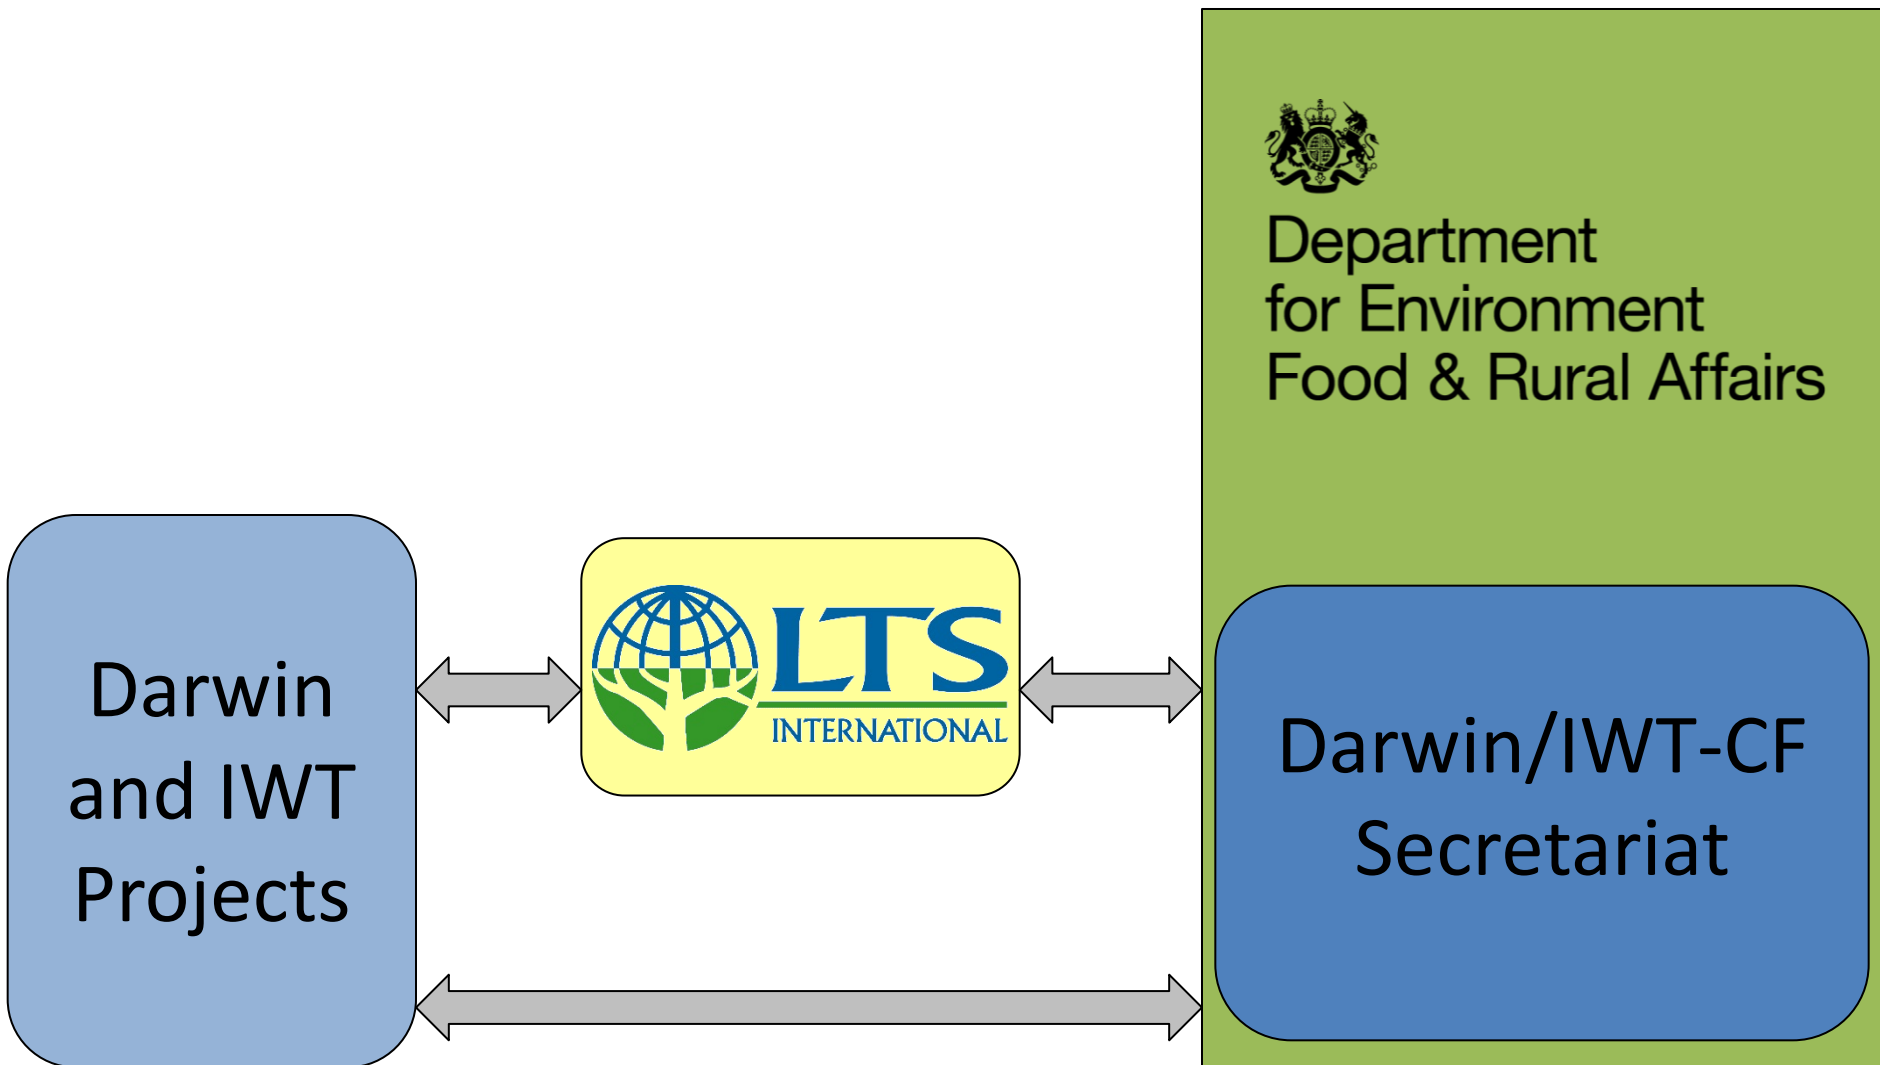 Department
for Environment
Food & Rural Affairs
Darwin
and IWT
Projects
LTS
INTERNATIONAL
Darwin/IWT-CF
Secretariat